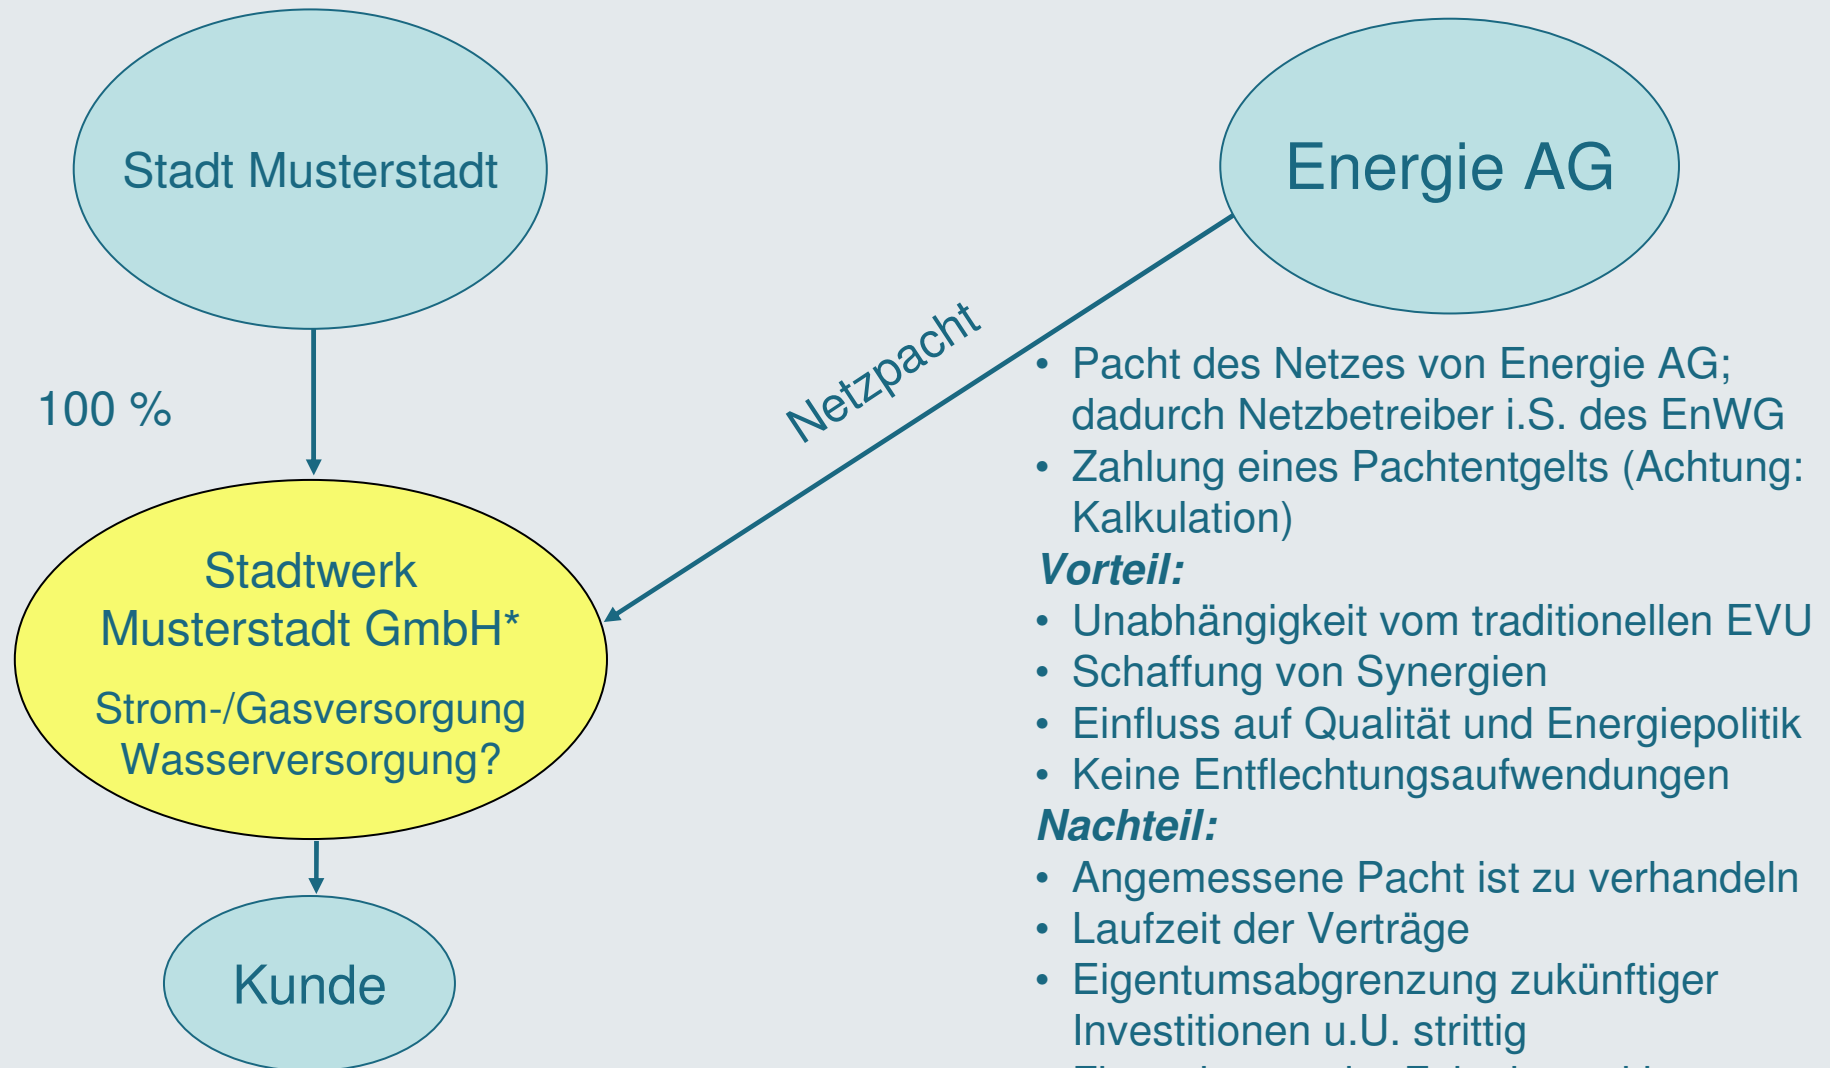 Stadt Musterstadt
Energie AG
100 %
Netzpacht
Stadtwerk
Musterstadt GmbH*
Strom-/Gasversorgung
Wasserversorgung?
Kunde
• Pacht des Netzes von Energie AG;
dadurch Netzbetreiber i.S. des EnWG
• Zahlung eines Pachtentgelts (Achtung:
Kalkulation)
Vorteil:
• Unabhängigkeit vom traditionellen EVU
• Schaffung von Synergien
• Einfluss auf Qualität und Energiepolitik
• Keine Entflechtungsaufwendungen
Nachteil:
• Angemessene Pacht ist zu verhandeln
• Laufzeit der Verträge
• Eigentumsabgrenzung zukünftiger
Investitionen u.U. strittig